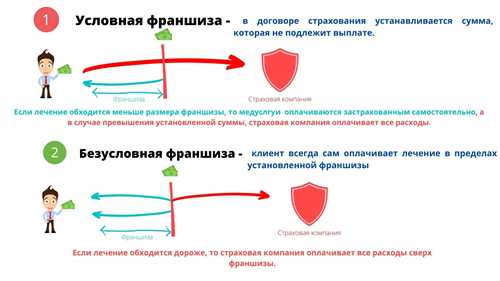 1
Условная франшиза -
в договоре страхования устанавливается сумма,
которая не подлежит выплате.
Франшиза
Страховая компания
Если лечение обходится меньше размера франшизы, то медуслгуи оплачиваются застрахованным самостоятельно, а
в случае превышения установленной суммы, страховая компания оплачивает все расходы.
2
Безусловная франшиза -
клиент всегда сам оплачивает лечение в пределах
установленной франшизы
Франшиза
Страховая компания
Если лечение обходится дороже, то страховая компания оплачивает все расходы сверх
франшизы.